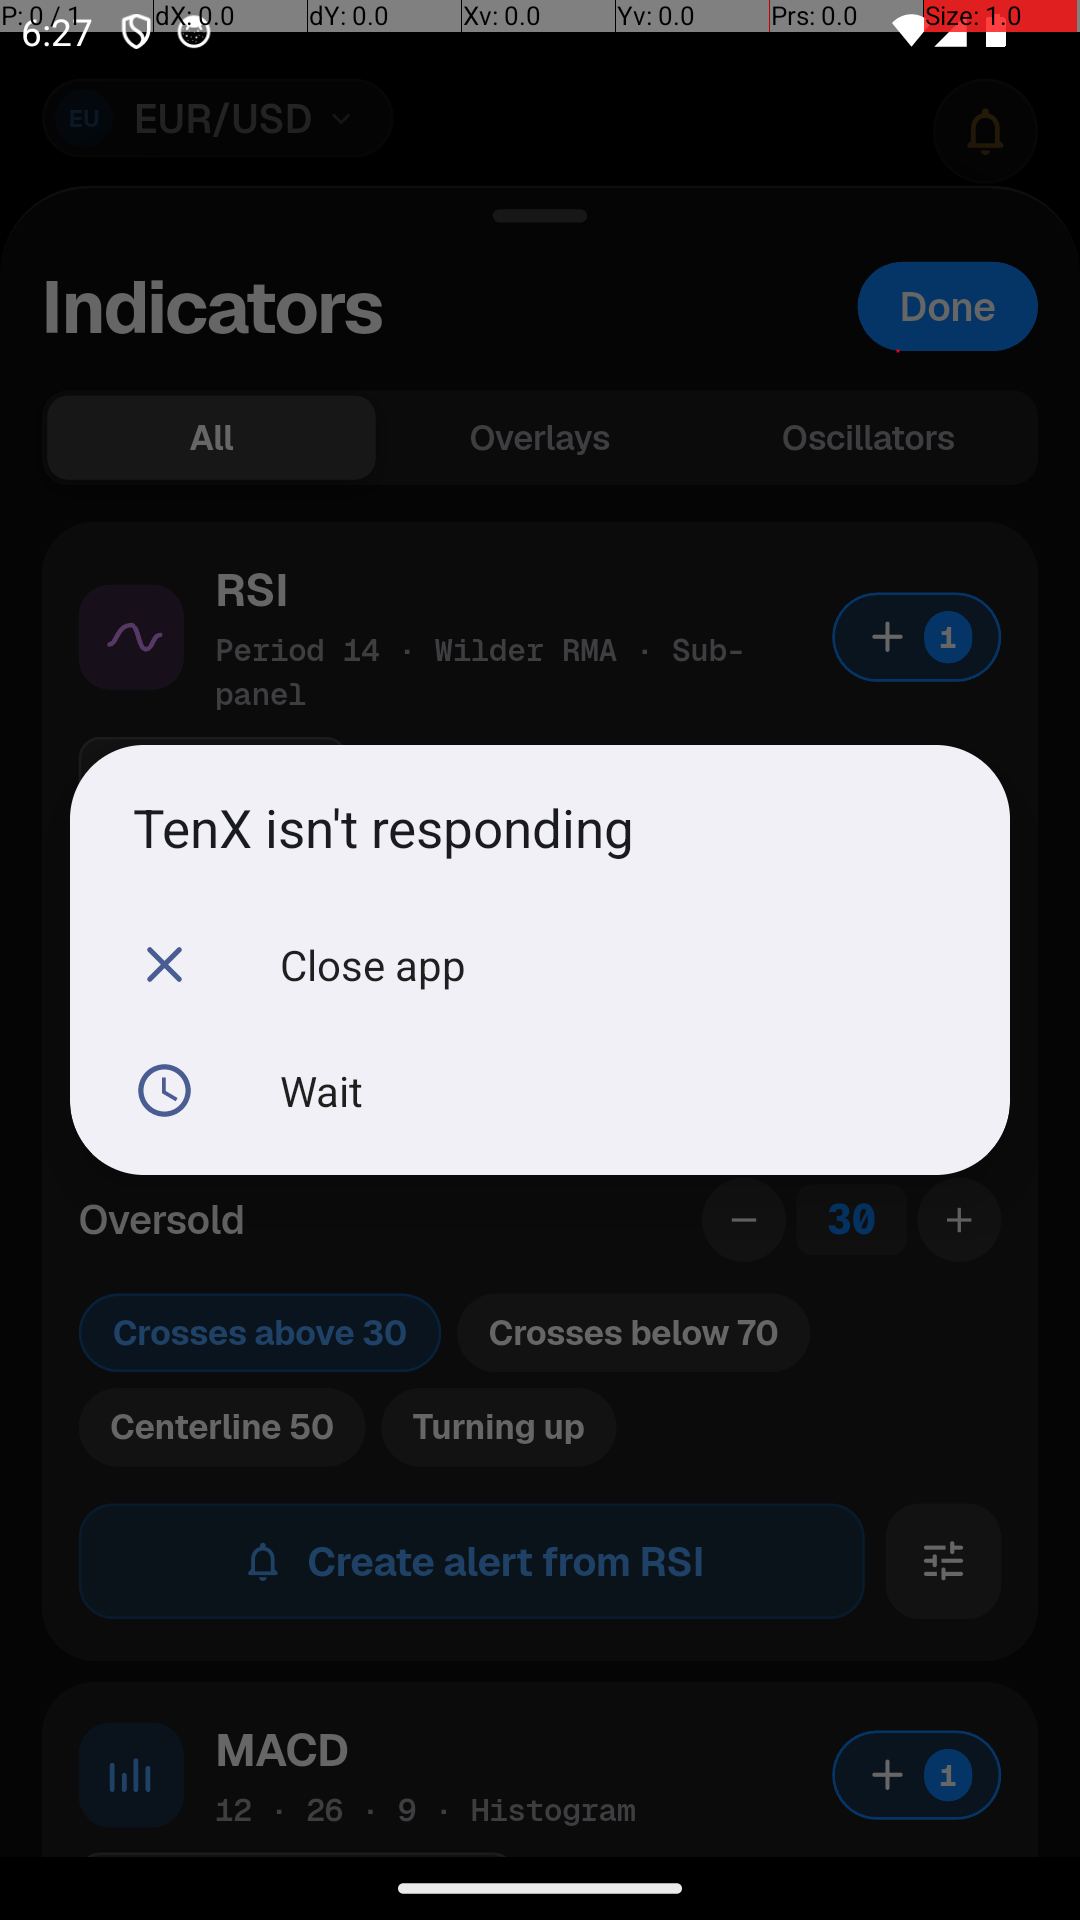 P: 0 / 1 dX: 0.0 dY: 0.0 Xv: 0.0 Yv: 0.0 Prs: 0.0 Size: 1.0
6:27
EU EUR/USD
Indicators Done
All Overlays Oscillators
RSI
Period 14 · Wilder RMA · Sub-
panel
+ 1
TenX isn't responding
Close app
Wait
Oversold − 30 +
Crosses above 30 Crosses below 70
Centerline 50 Turning up
Create alert from RSI
MACD
12 · 26 · 9 · Histogram
+ 1